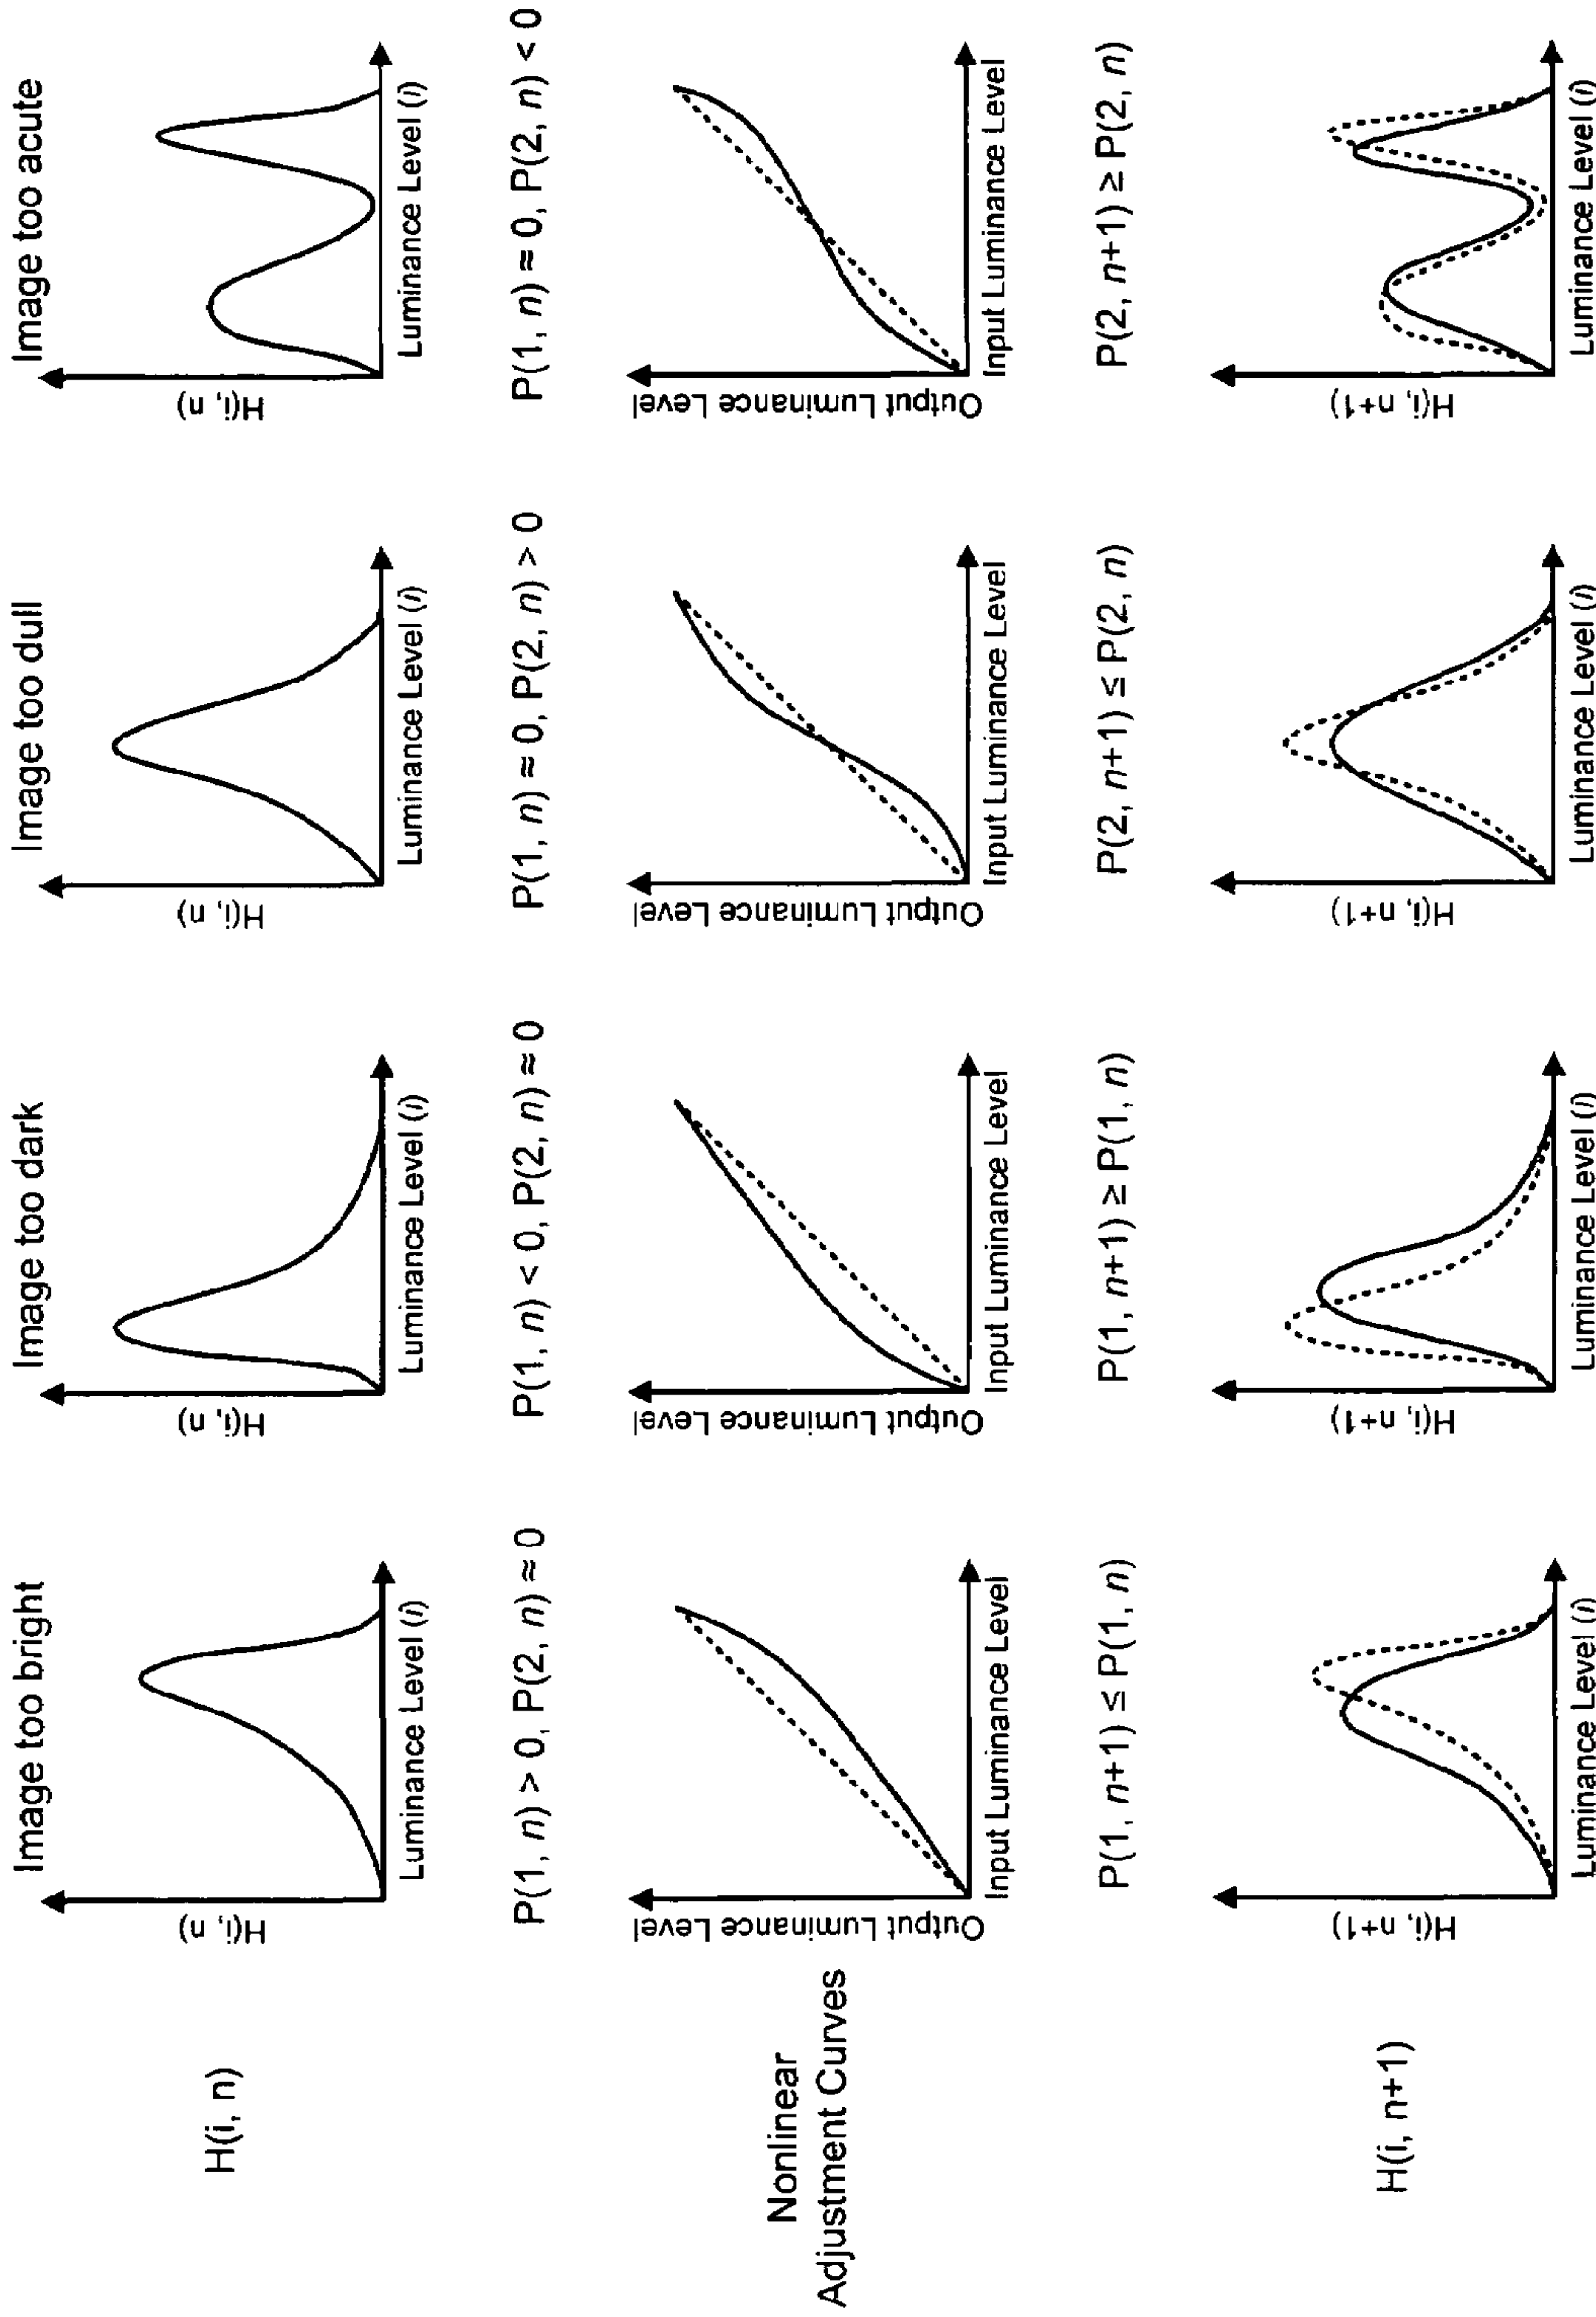 Image too bright
Image too dark
Image too dull
Image too acute
H(i, n)
H(i, n)
H(i, n)
H(i, n)
H(i, n)
Luminance Level (i)
Luminance Level (i)
Luminance Level (i)
Luminance Level (i)
P(1, n) > 0, P(2, n) ≈ 0
P(1, n) < 0, P(2, n) ≈ 0
P(1, n) ≈ 0, P(2, n) > 0
P(1, n) ≈ 0, P(2, n) < 0
Nonlinear
Adjustment Curves
Output Luminance Level
Output Luminance Level
Output Luminance Level
Output Luminance Level
Input Luminance Level
Input Luminance Level
Input Luminance Level
Input Luminance Level
P(1, n+1) ≤ P(1, n)
P(1, n+1) ≥ P(1, n)
P(2, n+1) ≤ P(2, n)
P(2, n+1) ≥ P(2, n)
H(i, n+1)
H(i, n+1)
H(i, n+1)
H(i, n+1)
H(i, n+1)
Luminance Level (i)
Luminance Level (i)
Luminance Level (i)
Luminance Level (i)